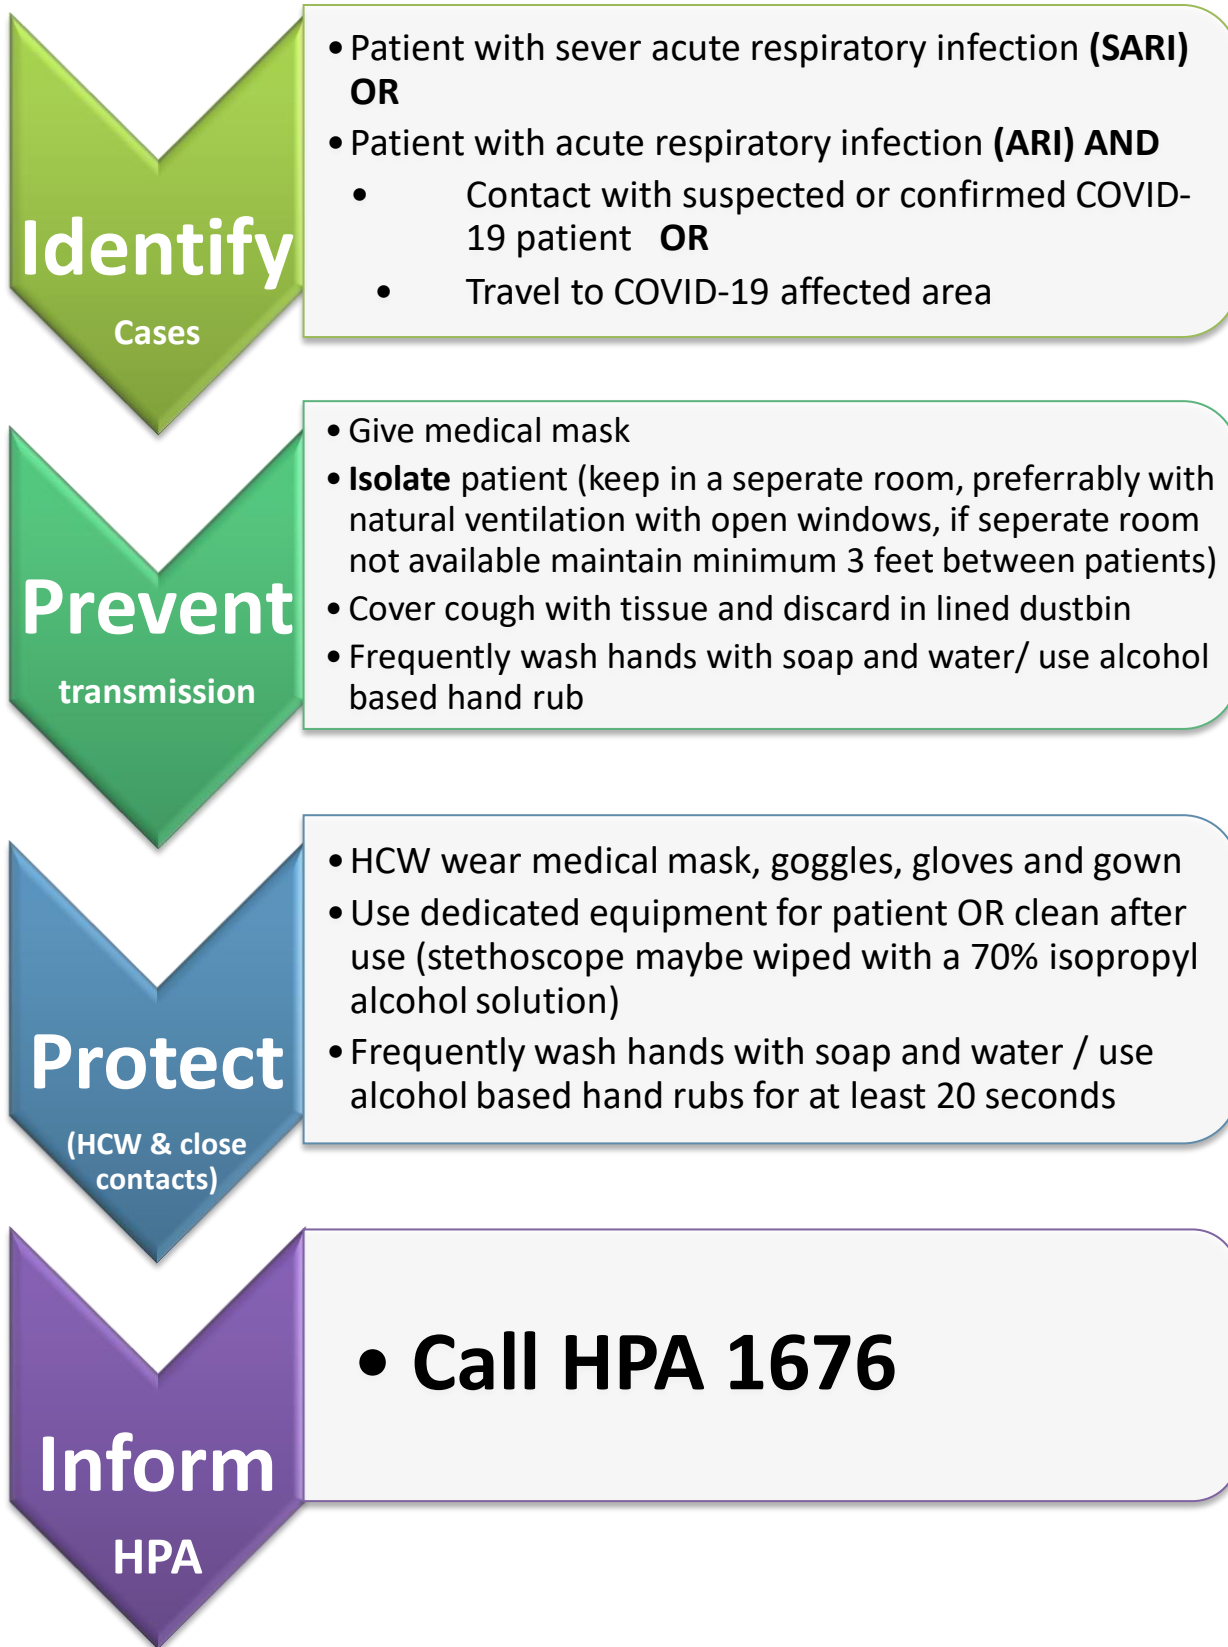 Identify
Cases
• Patient with sever acute respiratory infection (SARI)
OR
• Patient with acute respiratory infection (ARI) AND
• Contact with suspected or confirmed COVID-
19 patient OR
• Travel to COVID-19 affected area
Prevent
transmission
• Give medical mask
• Isolate patient (keep in a seperate room, preferrably with
natural ventilation with open windows, if seperate room
not available maintain minimum 3 feet between patients)
• Cover cough with tissue and discard in lined dustbin
• Frequently wash hands with soap and water/ use alcohol
based hand rub
Protect
(HCW & close
contacts)
• HCW wear medical mask, goggles, gloves and gown
• Use dedicated equipment for patient OR clean after
use (stethoscope maybe wiped with a 70% isopropyl
alcohol solution)
• Frequently wash hands with soap and water / use
alcohol based hand rubs for at least 20 seconds
Inform
HPA
• Call HPA 1676